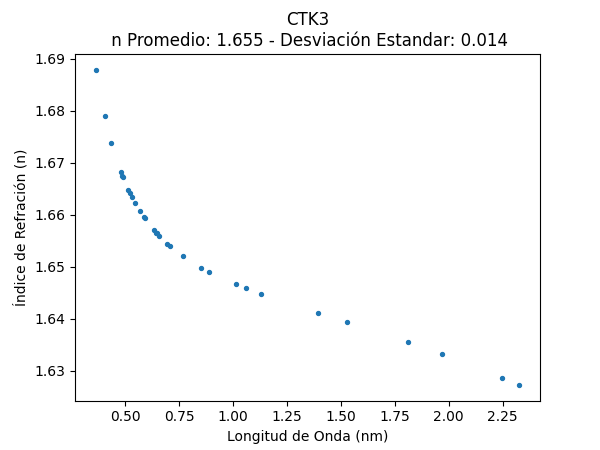 CTK3
n Promedio: 1.655 - Desviación Estandar: 0.014
1.69
1.68
1.67
1.66
1.65
1.64
1.63
Índice de Refración (n)
0.50 0.75 1.00 1.25 1.50 1.75 2.00 2.25
Longitud de Onda (nm)